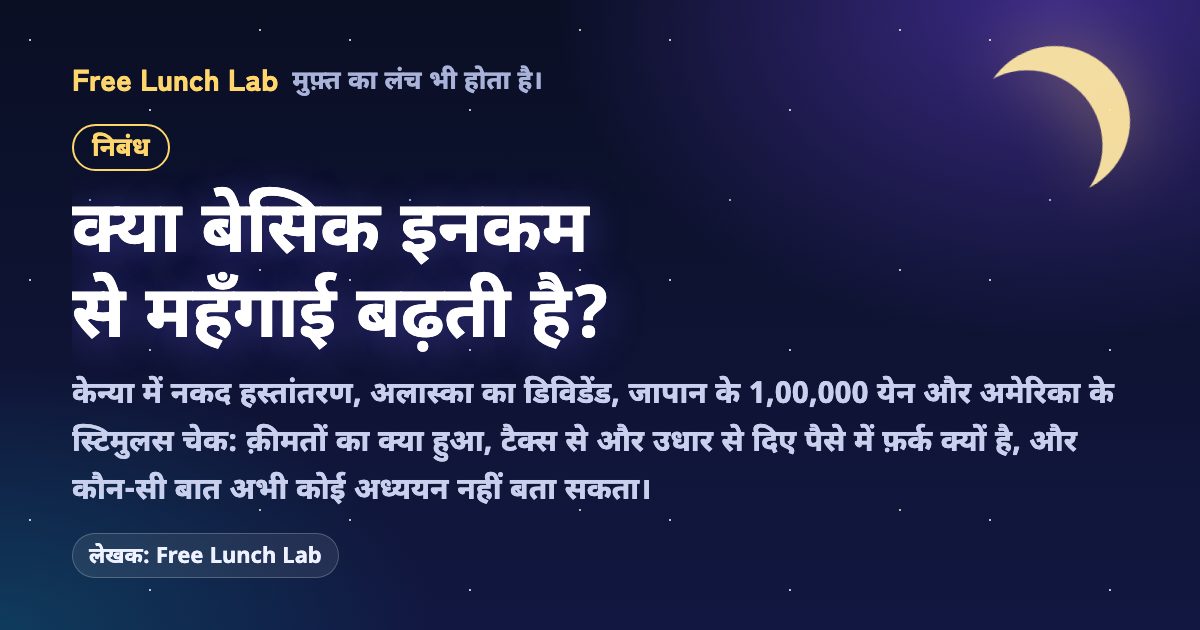 Free Lunch Lab मुफ़्त का लंच भी होता है।
निबंध
क्या बेसिक इनकम
से महँगाई बढ़ती है?
केन्या में नकद हस्तांतरण, अलास्का का डिविडेंड, जापान के 1,00,000 येन और अमेरिका के
स्टिमुलस चेक: क़ीमतों का क्या हुआ, टैक्स से और उधार से दिए पैसे में फ़र्क क्यों है, और
कौन-सी बात अभी कोई अध्ययन नहीं बता सकता।
लेखक: Free Lunch Lab